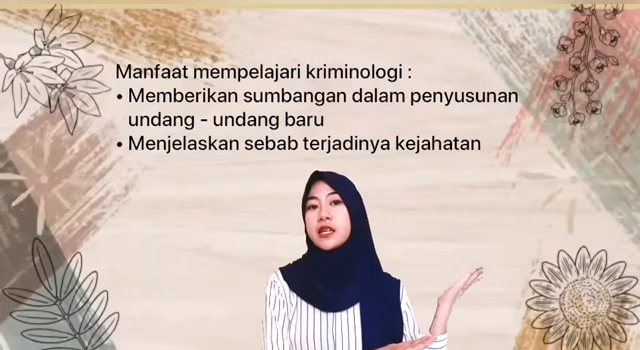 Manfaat mempelajari kriminologi :
• Memberikan sumbangan dalam penyusunan
undang - undang baru
• Menjelaskan sebab terjadinya kejahatan